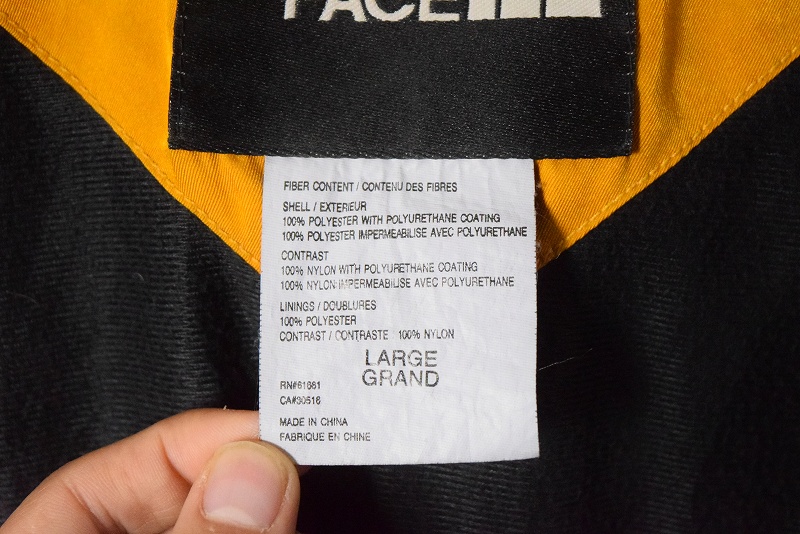 FACE
FIBER CONTENT / CONTENU DES FIBRES
SHELL / EXTERIEUR
100% POLYESTER WITH POLYURETHANE COATING
100% POLYESTER IMPERMEABILISE AVEC POLYURETHANE
CONTRAST
100% NYLON WITH POLYURETHANE COATING
100% NYLON IMPERMEABILISE AVEC POLYURETHANE
LININGS / DOUBLURES
100% POLYESTER
CONTRAST / CONTRASTE : 100% NYLON
LARGE
GRAND
RN#61661
CA#30516
MADE IN CHINA
FABRIQUE EN CHINE